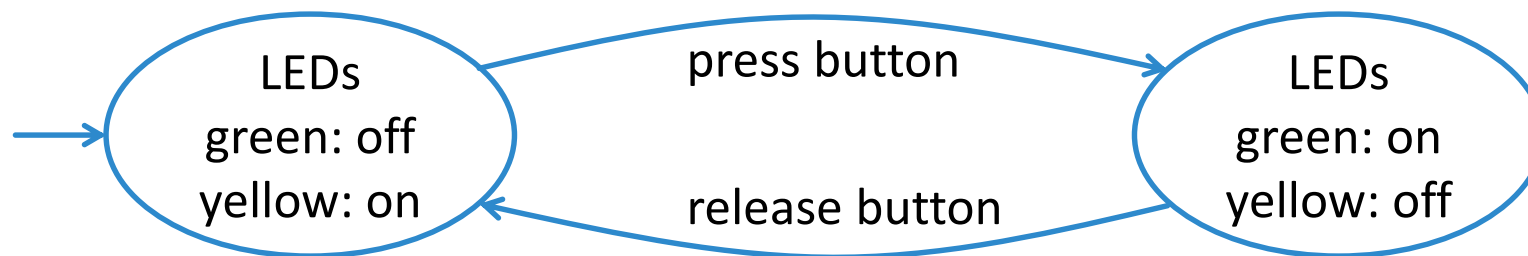 LEDs
green: off
yellow: on
press button
release button
LEDs
green: on
yellow: off